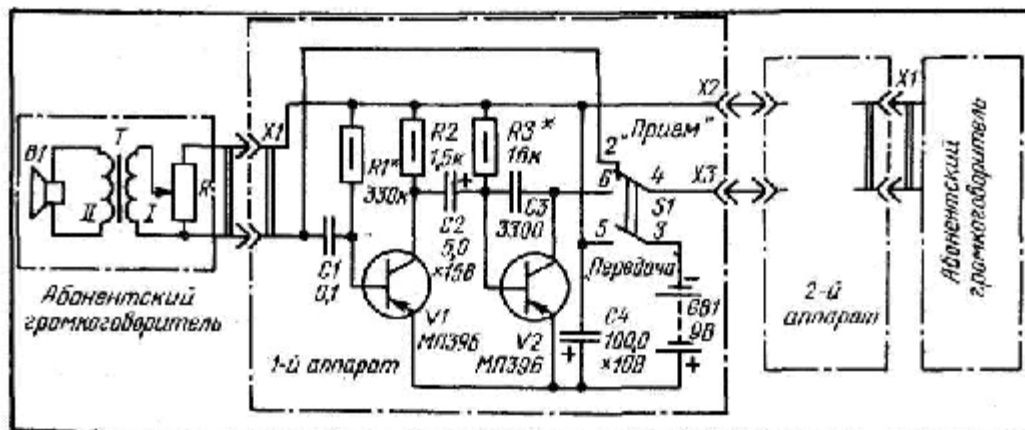 В1
T
II
I
R
Абонентский
громкоговоритель
X1
C1
0,1
R1*
330к
R2
1,5к
C2
5,0
×15В
R3*
16к
C3
3300
V1
МП39Б
V2
МП39Б
1-й аппарат
2
"Прием"
6
4
S1
5
3
Передача
C4
100,0
×10В
GB1
9В
X2
X3
2-й
аппарат
X1
Абонентский
громкоговоритель